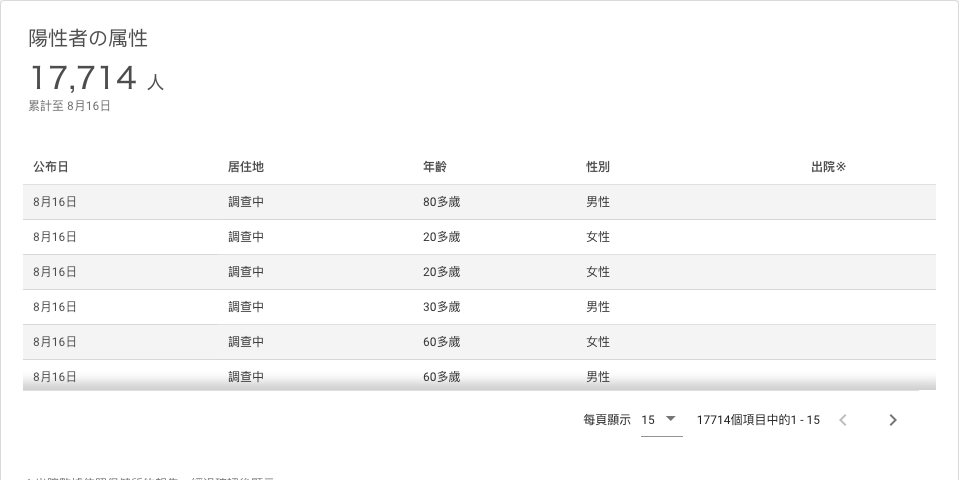 陽性者の属性
17,714 人
累計至 8月16日
公布日 居住地 年齡 性別 出院※
8月16日 調查中 80多歲 男性
8月16日 調查中 20多歲 女性
8月16日 調查中 20多歲 女性
8月16日 調查中 30多歲 男性
8月16日 調查中 60多歲 女性
8月16日 調查中 60多歲 男性
每頁顯示 15 17714個項目中的1 - 15